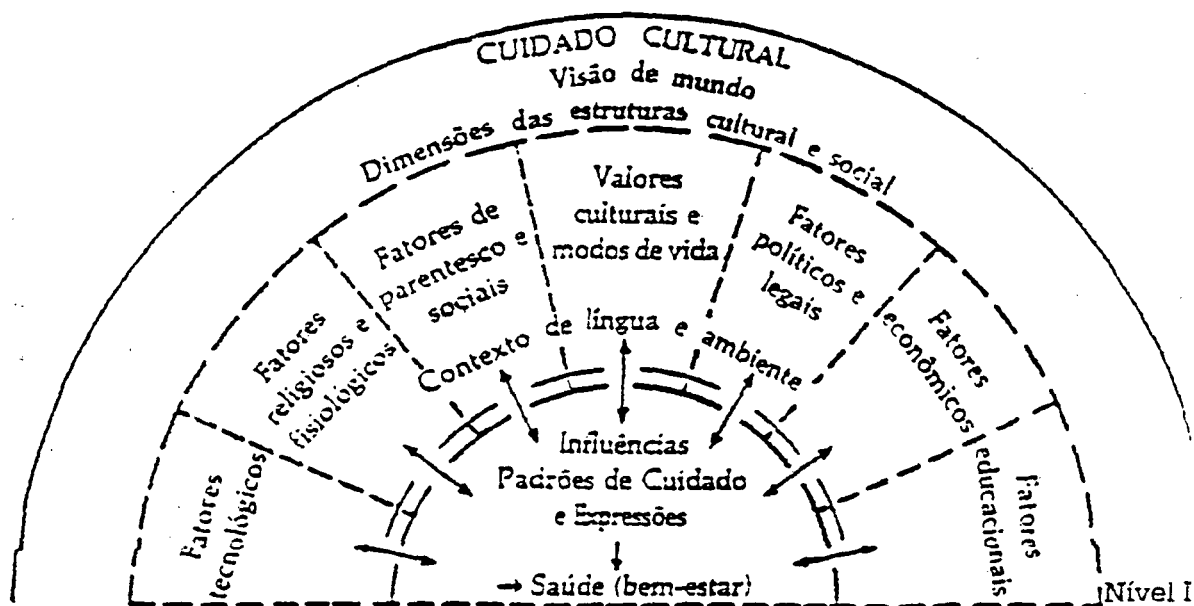 CUIDADO CULTURAL
Visão de mundo
Dimensões das estruturas cultural e social
Fatores
tecnológicos
Fatores
religiosos e
fisiológicos
Fatores de
parentesco e
sociais
Valores
culturais e
modos de vida
Fatores
políticos e
legais
Fatores
econômicos
Fatores
educacionais
Contexto de língua e ambiente
Influências
Padrões de Cuidado
e Expressões
→ Saúde (bem-estar)
Nível I